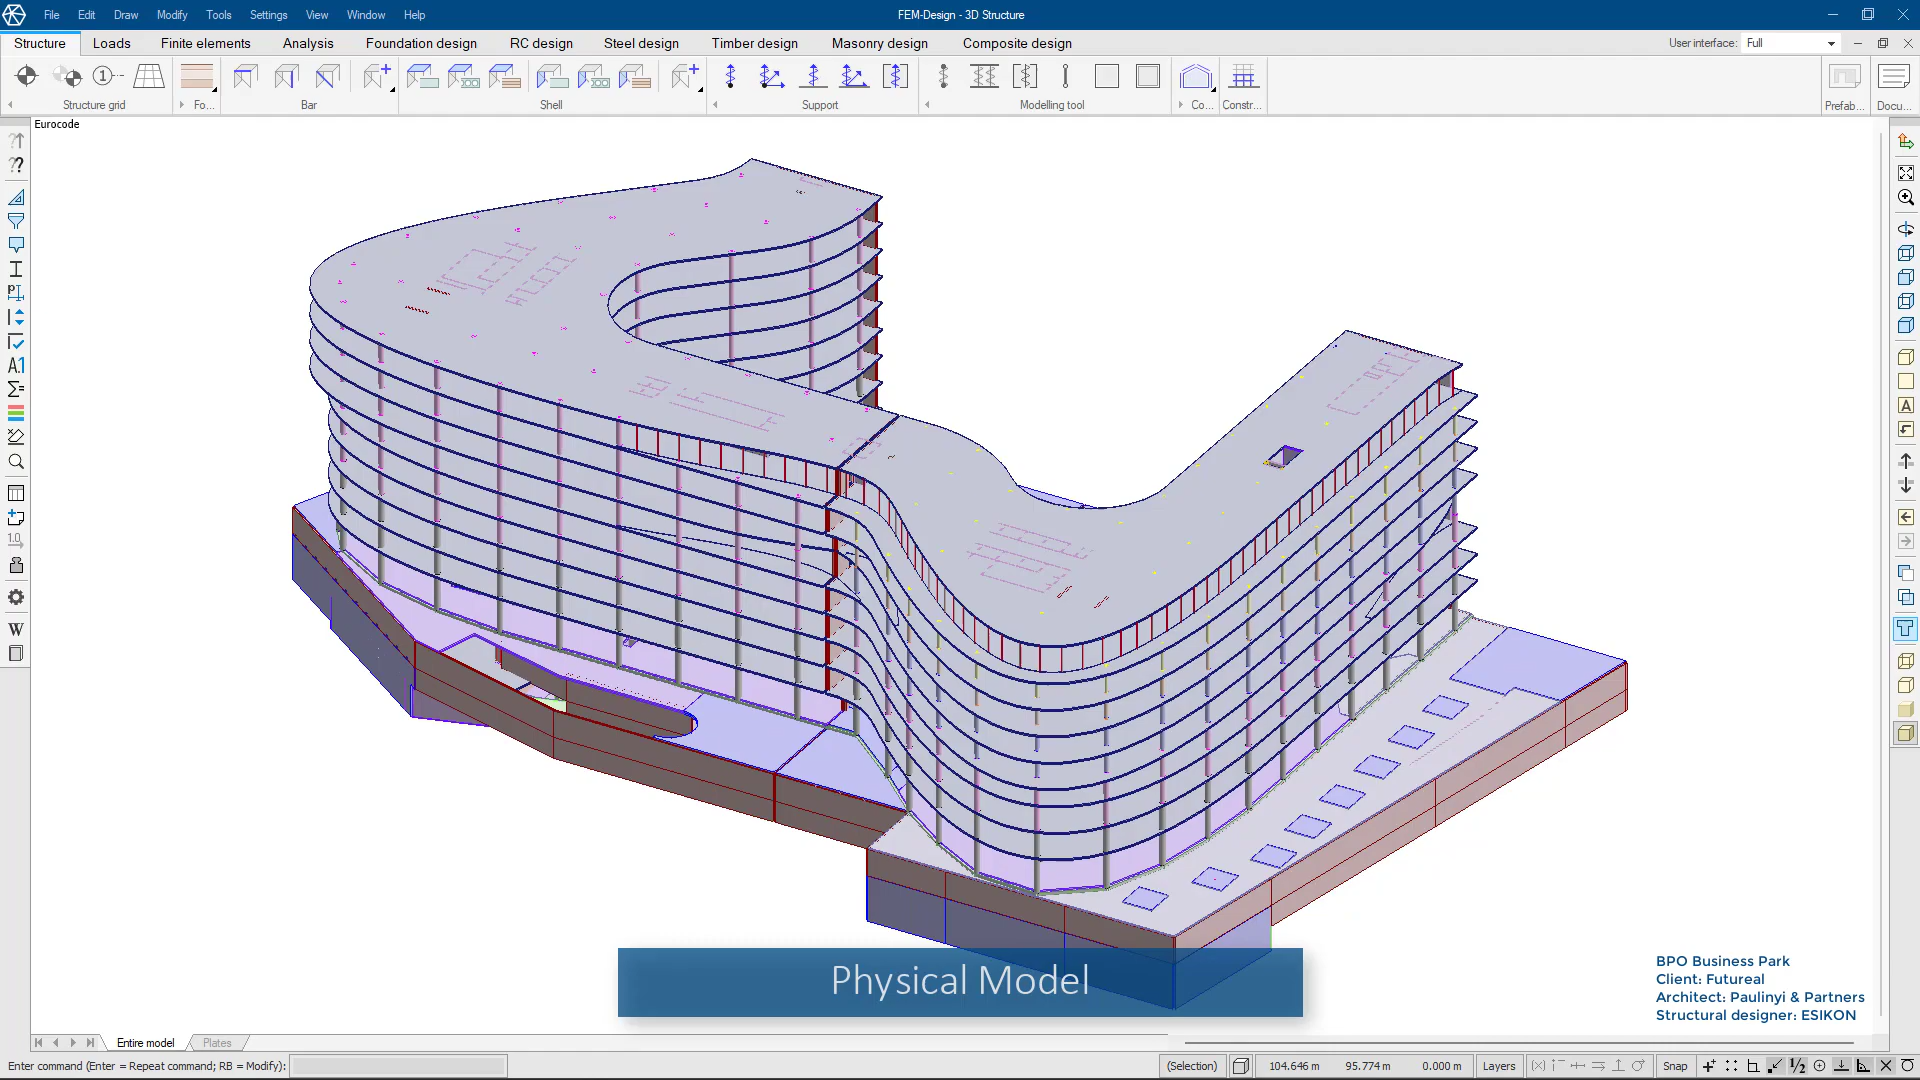 File Edit Draw Modify Tools Settings View Window Help
FEM-Design - 3D Structure
Structure Loads Finite elements Analysis Foundation design RC design Steel design Timber design Masonry design Composite design
User interface: Full
Structure grid Fo... Bar Shell Support Modelling tool Co... Constr... Prefab... Docu...
Eurocode
Physical Model
BPO Business Park
Client: Futureal
Architect: Paulinyi & Partners
Structural designer: ESIKON
Entire model Plates
Enter command (Enter = Repeat command; RB = Modify):
(Selection) 104.646 m 95.774 m 0.000 m Layers Snap